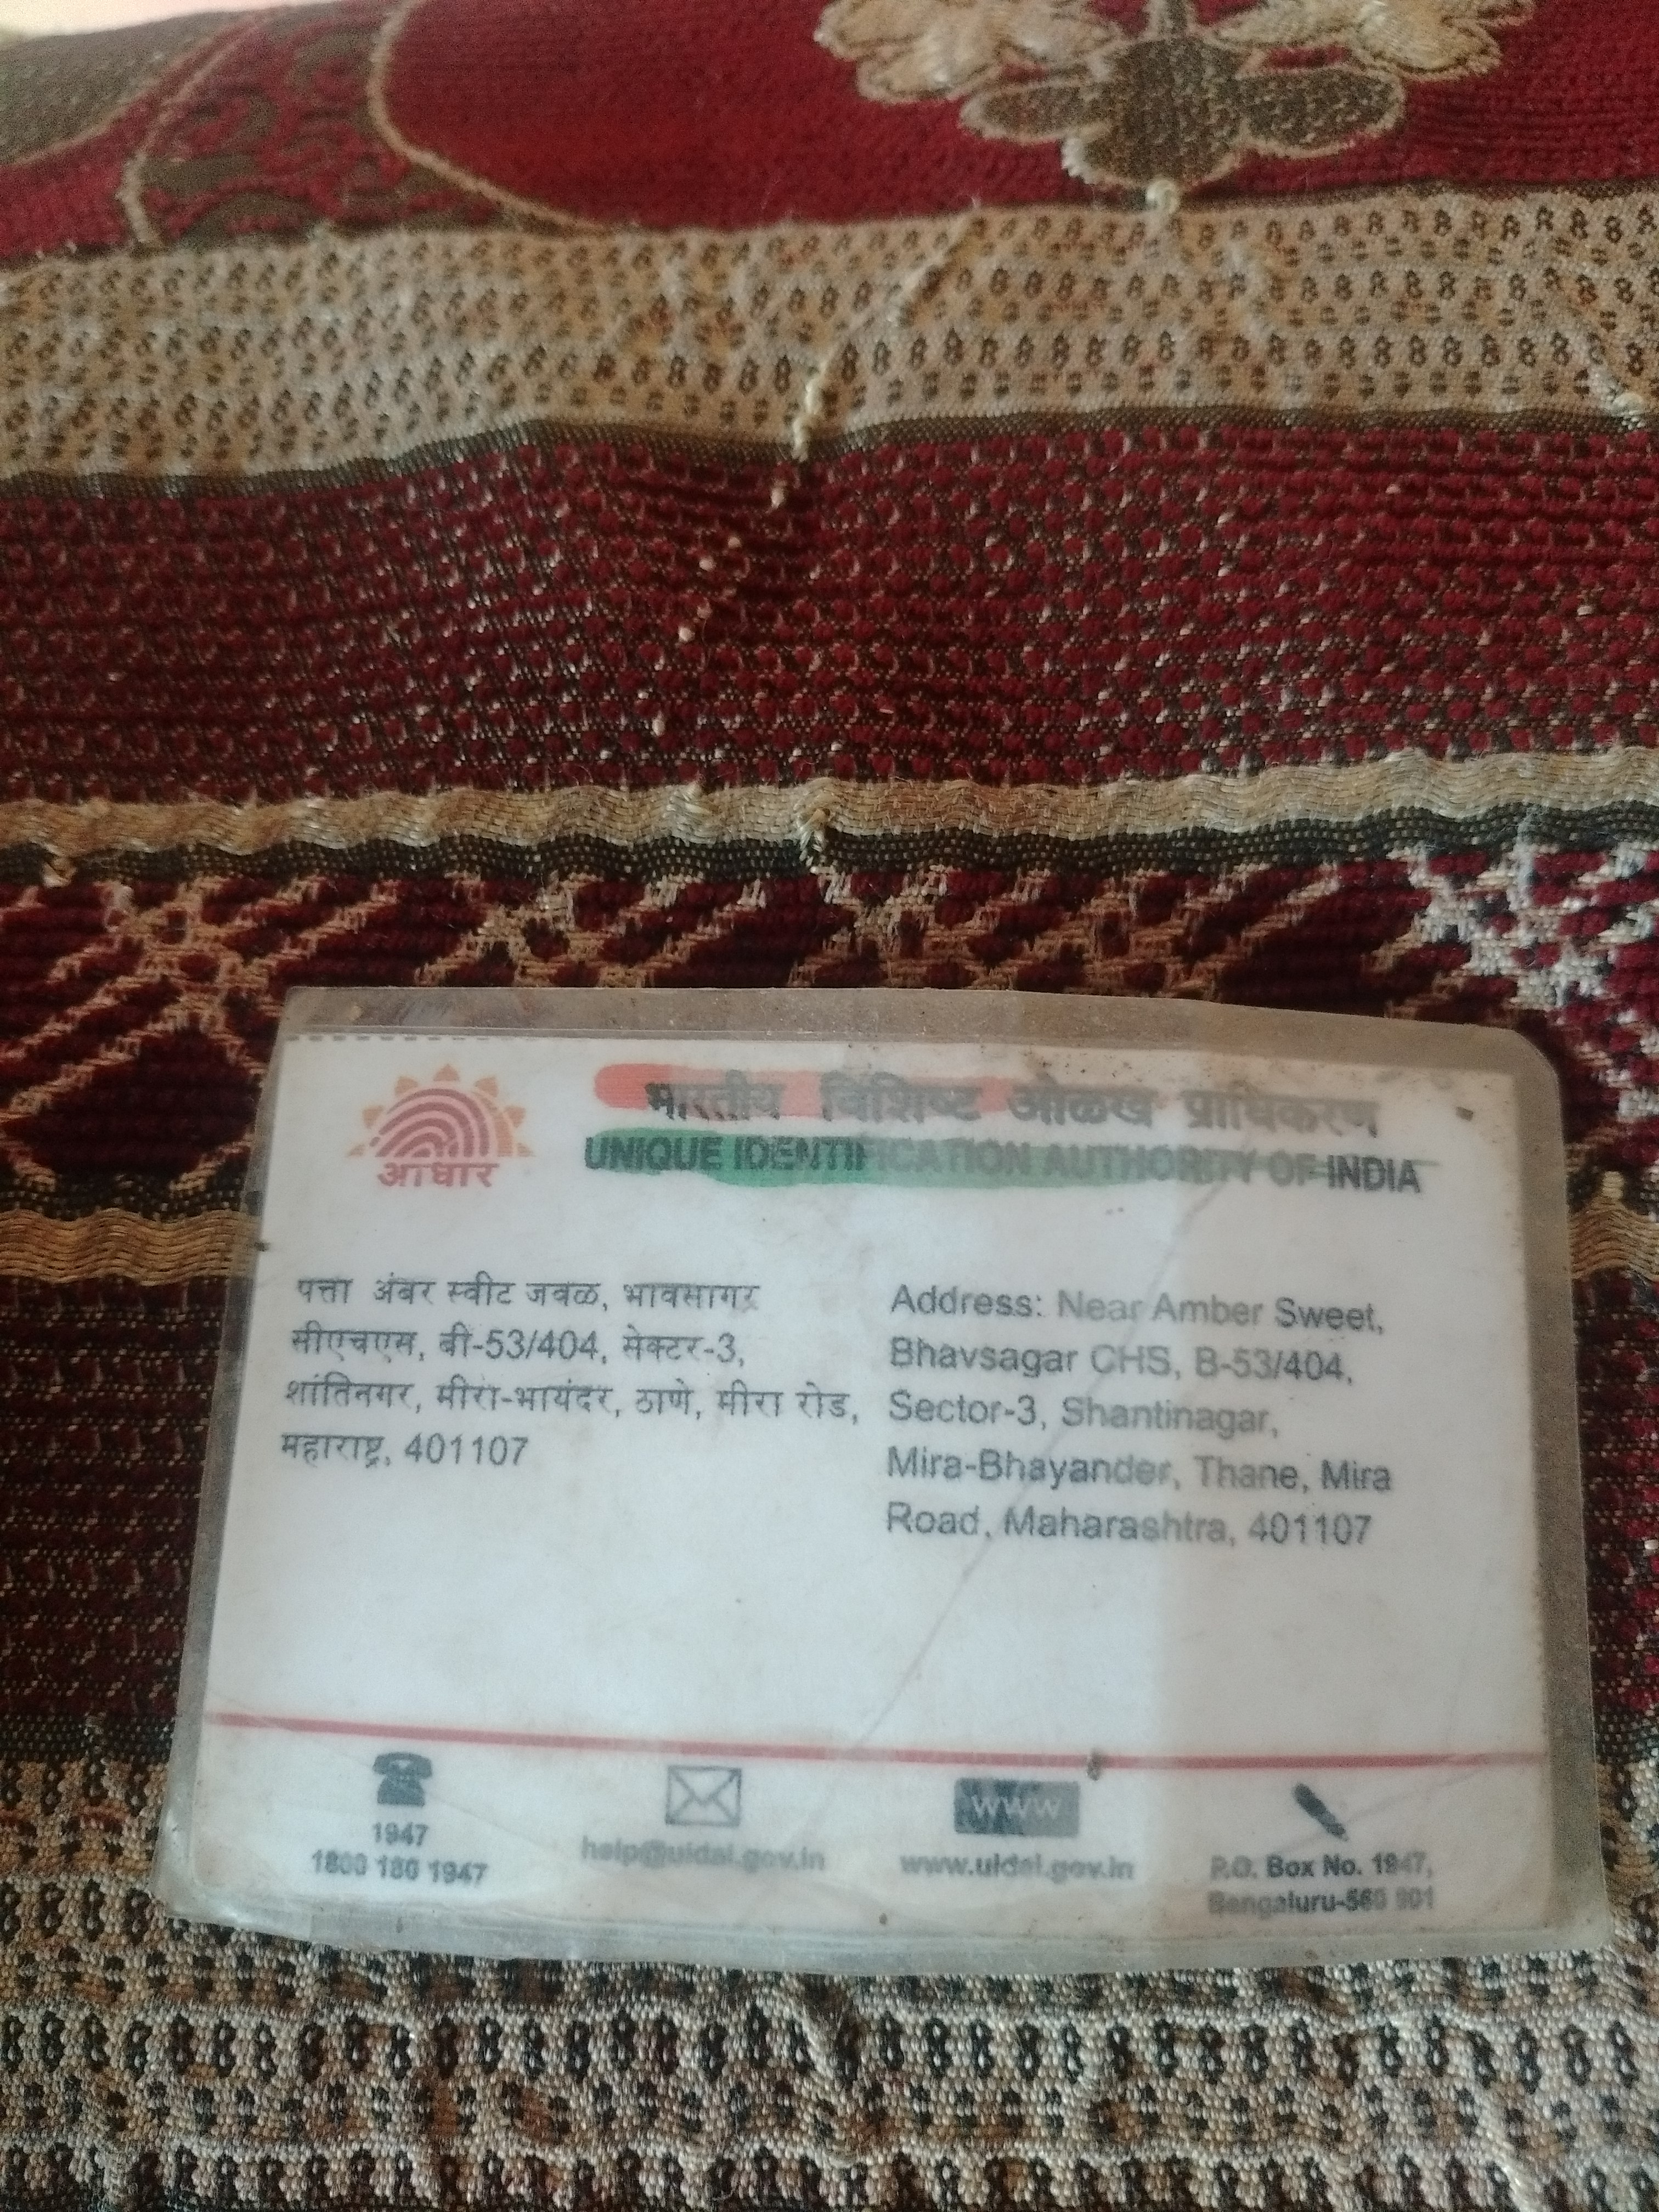 आधार
भारतीय विशिष्ट ओळख प्राधिकरण
UNIQUE IDENTIFICATION AUTHORITY OF INDIA
पत्ता अंबर स्वीट जवळ, भावसागर
सीएचएस, बी-53/404, सेक्टर-3,
शांतिनगर, मीरा-भायंदर, ठाणे, मीरा रोड,
महाराष्ट्र, 401107
Address: Near Amber Sweet,
Bhavsagar CHS, B-53/404,
Sector-3, Shantinagar,
Mira-Bhayander, Thane, Mira
Road, Maharashtra, 401107
1947
1800 180 1947
help@uidai.gov.in
www
www.uidai.gov.in
P.O. Box No. 1947,
Bengaluru-560 001